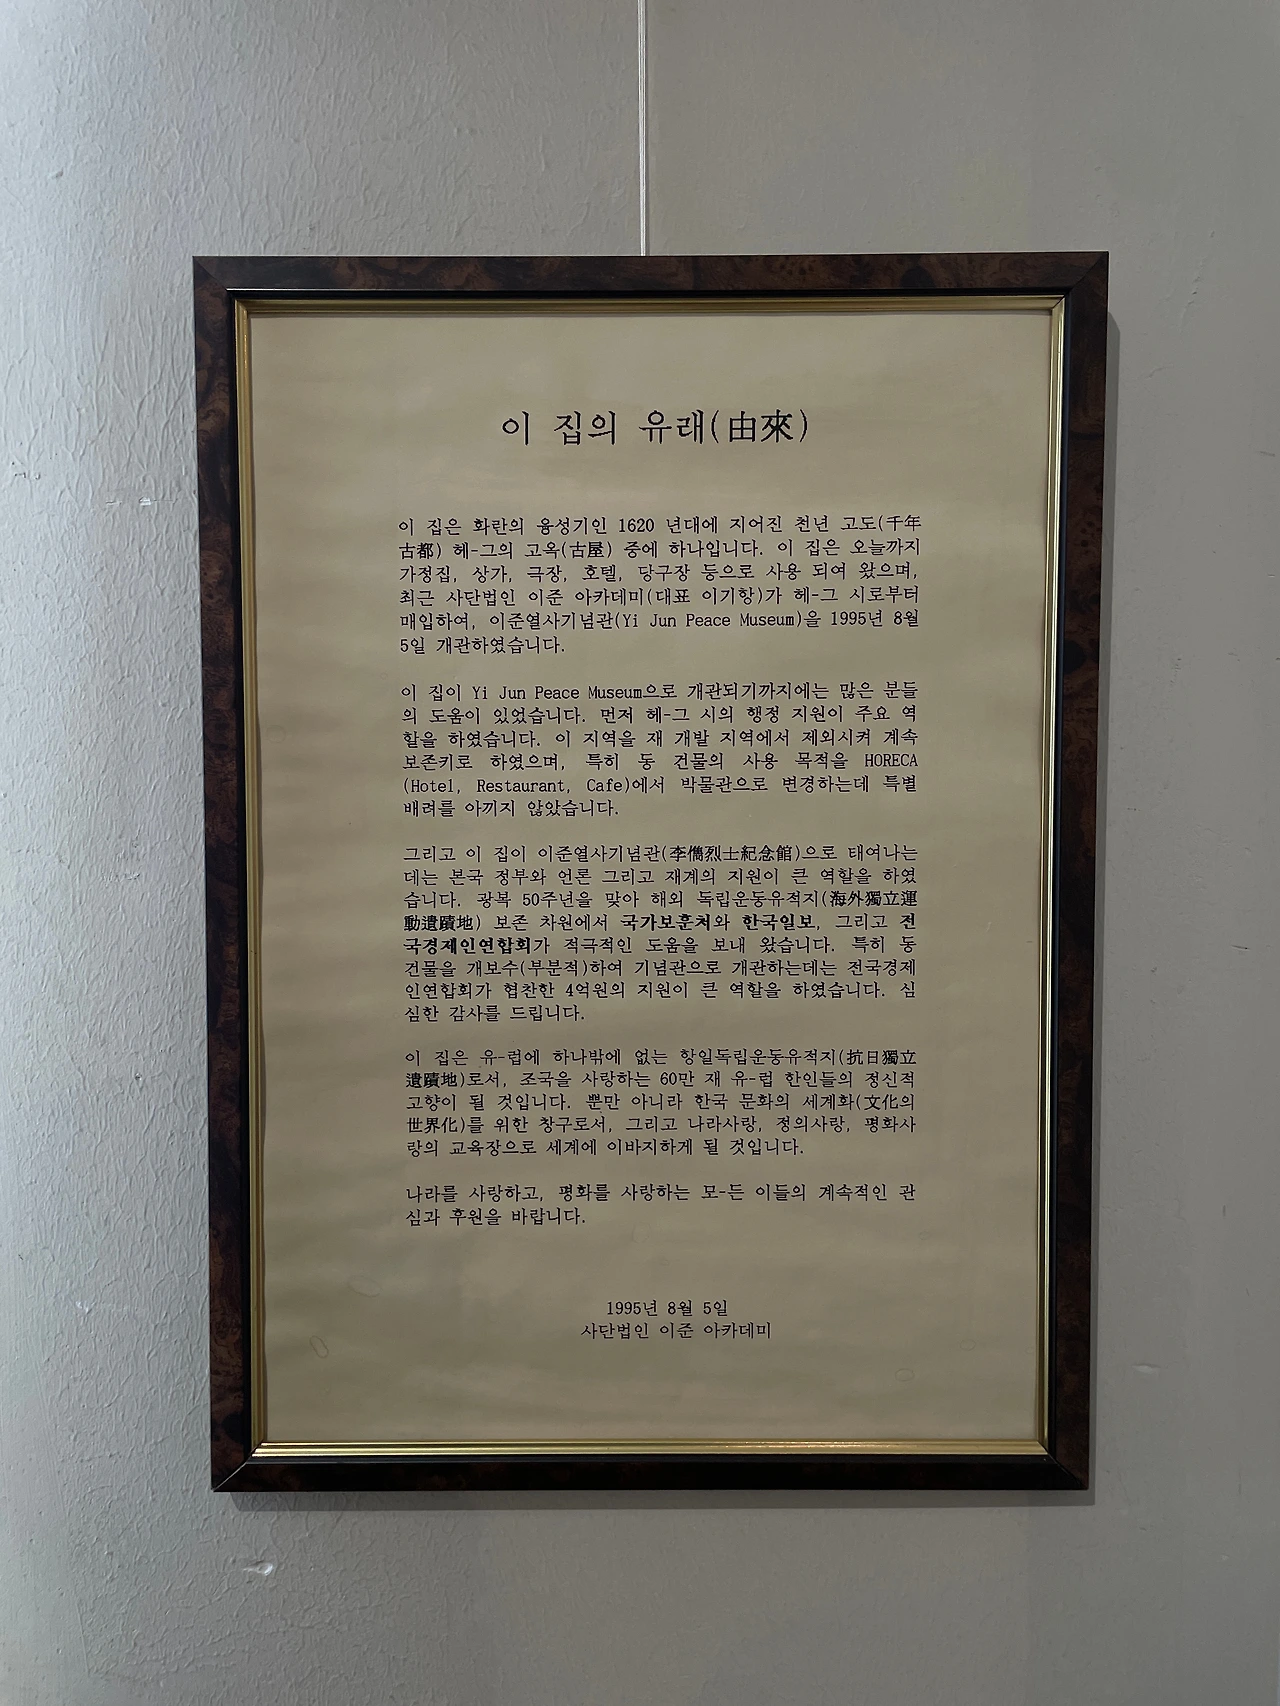 이 집의 유래(由來)
이 집은 화란의 융성기인 1620 년대에 지어진 천년 고도(千年
古都) 헤-그의 고옥(古屋) 중에 하나입니다. 이 집은 오늘까지
가정집, 상가, 극장, 호텔, 당구장 등으로 사용 되여 왔으며,
최근 사단법인 이준 아카데미(대표 이기항)가 헤-그 시로부터
매입하여, 이준열사기념관(Yi Jun Peace Museum)을 1995년 8월
5일 개관하였습니다.
이 집이 Yi Jun Peace Museum으로 개관되기까지에는 많은 분들
의 도움이 있었습니다. 먼저 헤-그 시의 행정 지원이 주요 역
할을 하였습니다. 이 지역을 재 개발 지역에서 제외시켜 계속
보존키로 하였으며, 특히 동 건물의 사용 목적을 HORECA
(Hotel, Restaurant, Cafe)에서 박물관으로 변경하는데 특별
배려를 아끼지 않았습니다.
그리고 이 집이 이준열사기념관(李儁烈士紀念館)으로 태여나는
데는 본국 정부와 언론 그리고 재계의 지원이 큰 역할을 하였
습니다. 광복 50주년을 맞아 해외 독립운동유적지(海外獨立運
動遺蹟地) 보존 차원에서 국가보훈처와 한국일보, 그리고 전
국경제인연합회가 적극적인 도움을 보내 왔습니다. 특히 동
건물을 개보수(부분적)하여 기념관으로 개관하는데는 전국경제
인연합회가 협찬한 4억원의 지원이 큰 역할을 하였습니다. 심
심한 감사를 드립니다.
이 집은 유-럽에 하나밖에 없는 항일독립운동유적지(抗日獨立
遺蹟地)로서, 조국을 사랑하는 60만 재 유-럽 한인들의 정신적
고향이 될 것입니다. 뿐만 아니라 한국 문화의 세계화(文化의
世界化)를 위한 창구로서, 그리고 나라사랑, 정의사랑, 평화사
랑의 교육장으로 세계에 이바지하게 될 것입니다.
나라를 사랑하고, 평화를 사랑하는 모-든 이들의 계속적인 관
심과 후원을 바랍니다.
1995년 8월 5일
사단법인 이준 아카데미